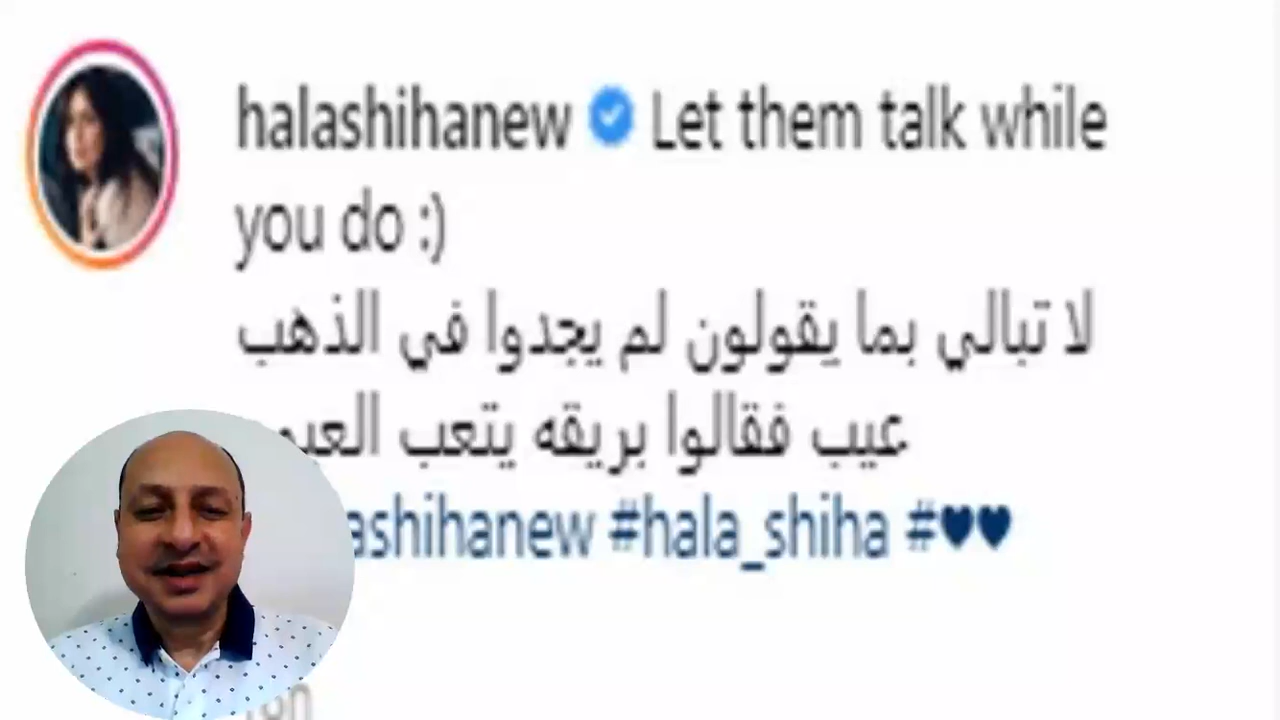 halashihanew Let them talk while
you do :)
لا تبالي بما يقولون لم يجدوا في الذهب
عيب فقالوا بريقه يتعب
ashihanew #hala_shiha #♥♥